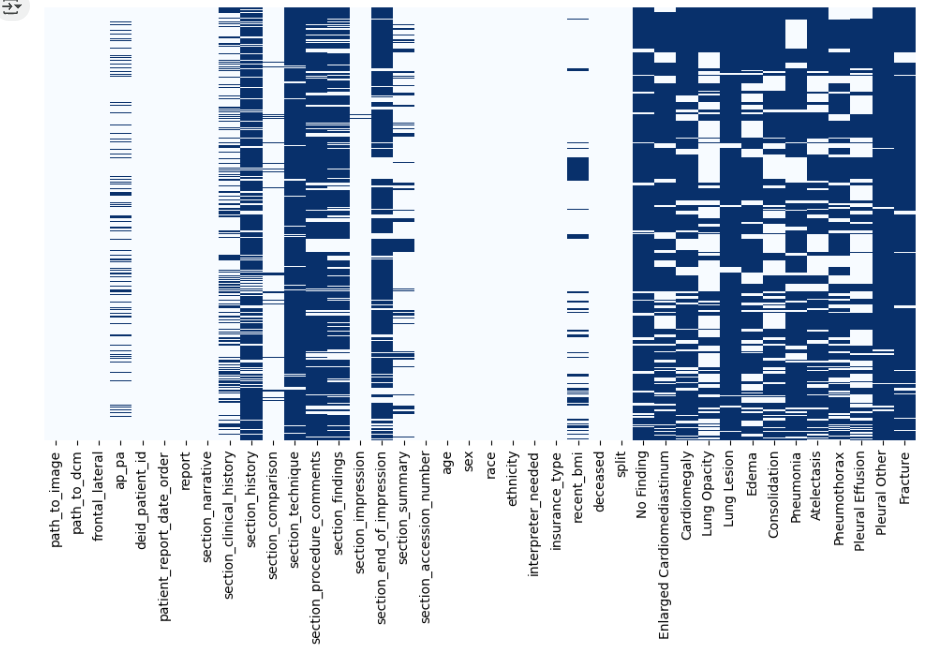 path_to_image
path_to_dcm
frontal_lateral
ap_pa
deid_patient_id
patient_report_date_order
report
section_narrative
section_clinical_history
section_history
section_comparison
section_technique
section_procedure_comments
section_findings
section_impression
section_end_of_impression
section_summary
section_accession_number
age
sex
race
ethnicity
interpreter_needed
insurance_type
recent_bmi
deceased
split
No Finding
Enlarged Cardiomediastinum
Cardiomegaly
Lung Opacity
Lung Lesion
Edema
Consolidation
Pneumonia
Atelectasis
Pneumothorax
Pleural Effusion
Pleural Other
Fracture